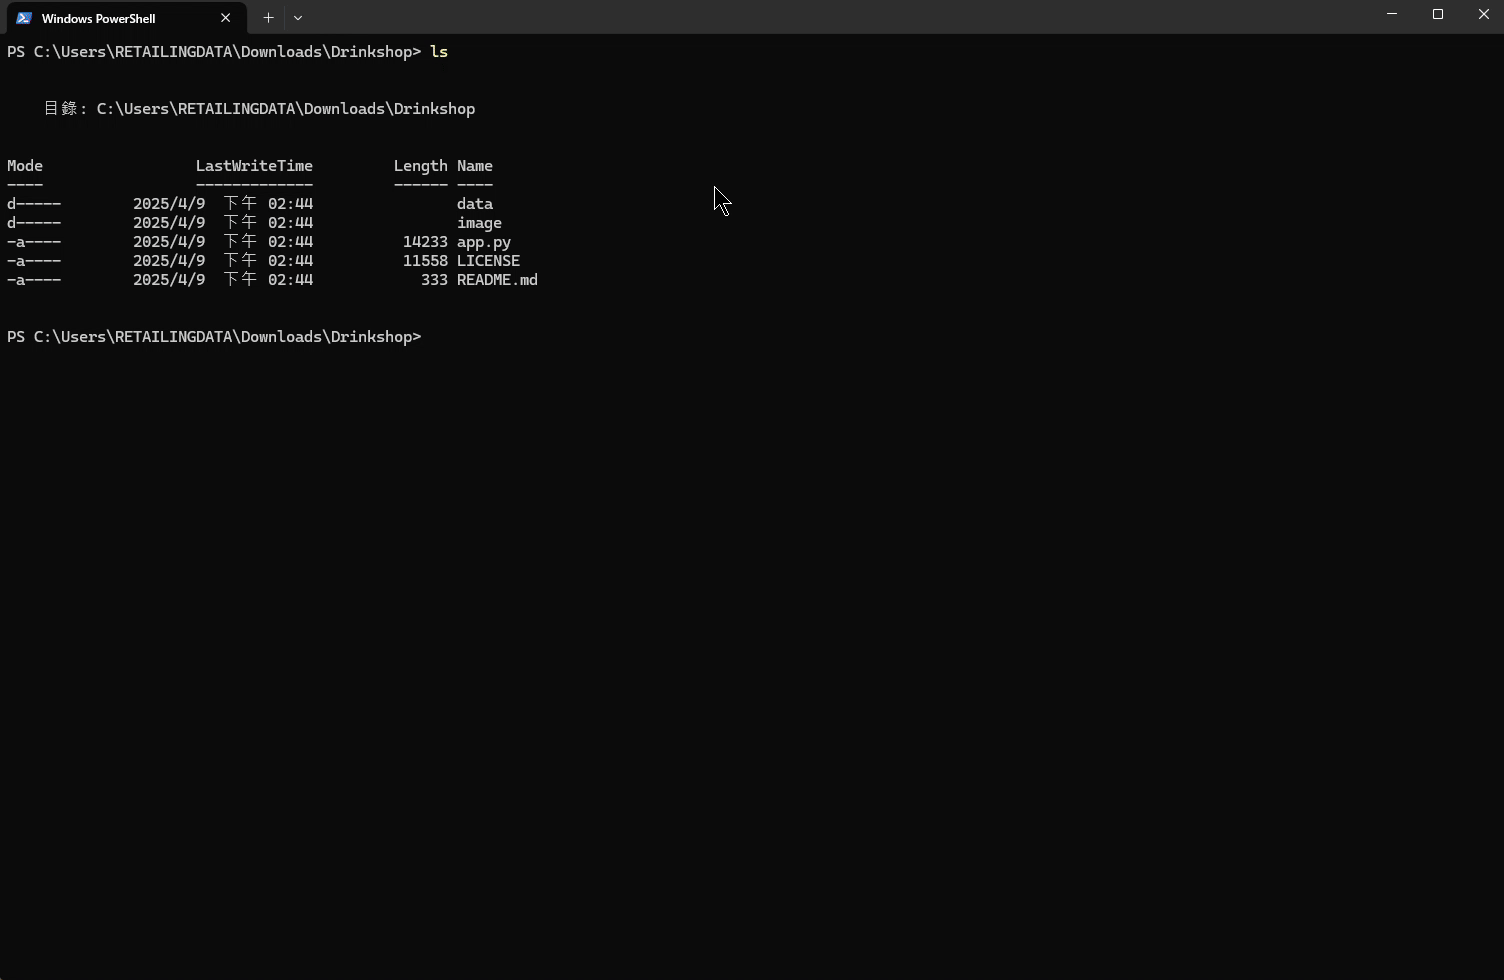 Windows PowerShell
PS C:\Users\RETAILINGDATA\Downloads\Drinkshop> ls
目錄: C:\Users\RETAILINGDATA\Downloads\Drinkshop
Mode                 LastWriteTime         Length Name
----                 -------------         ------ ----
d-----        2025/4/9  下午 02:44                data
d-----        2025/4/9  下午 02:44                image
-a----        2025/4/9  下午 02:44          14233 app.py
-a----        2025/4/9  下午 02:44          11558 LICENSE
-a----        2025/4/9  下午 02:44            333 README.md
PS C:\Users\RETAILINGDATA\Downloads\Drinkshop>